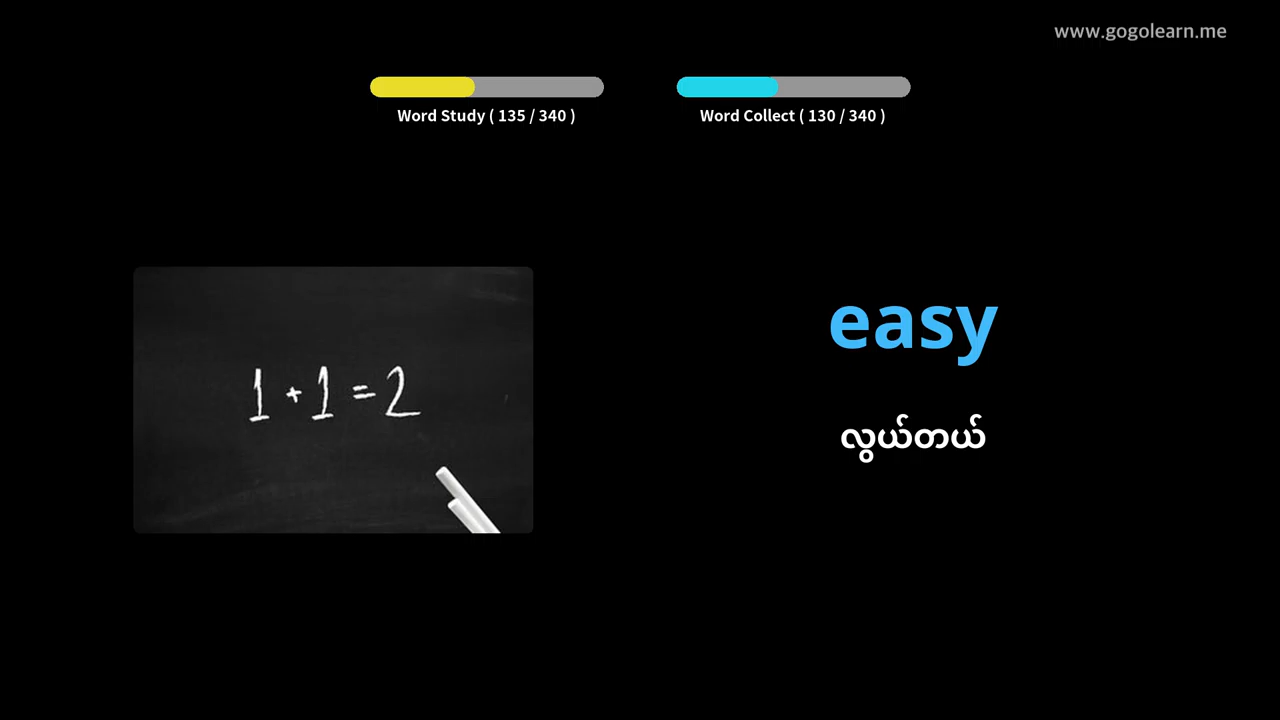 www.gogolearn.me
Word Study ( 135 / 340 )
Word Collect ( 130 / 340 )
1 + 1 = 2
easy
လွယ်တယ်